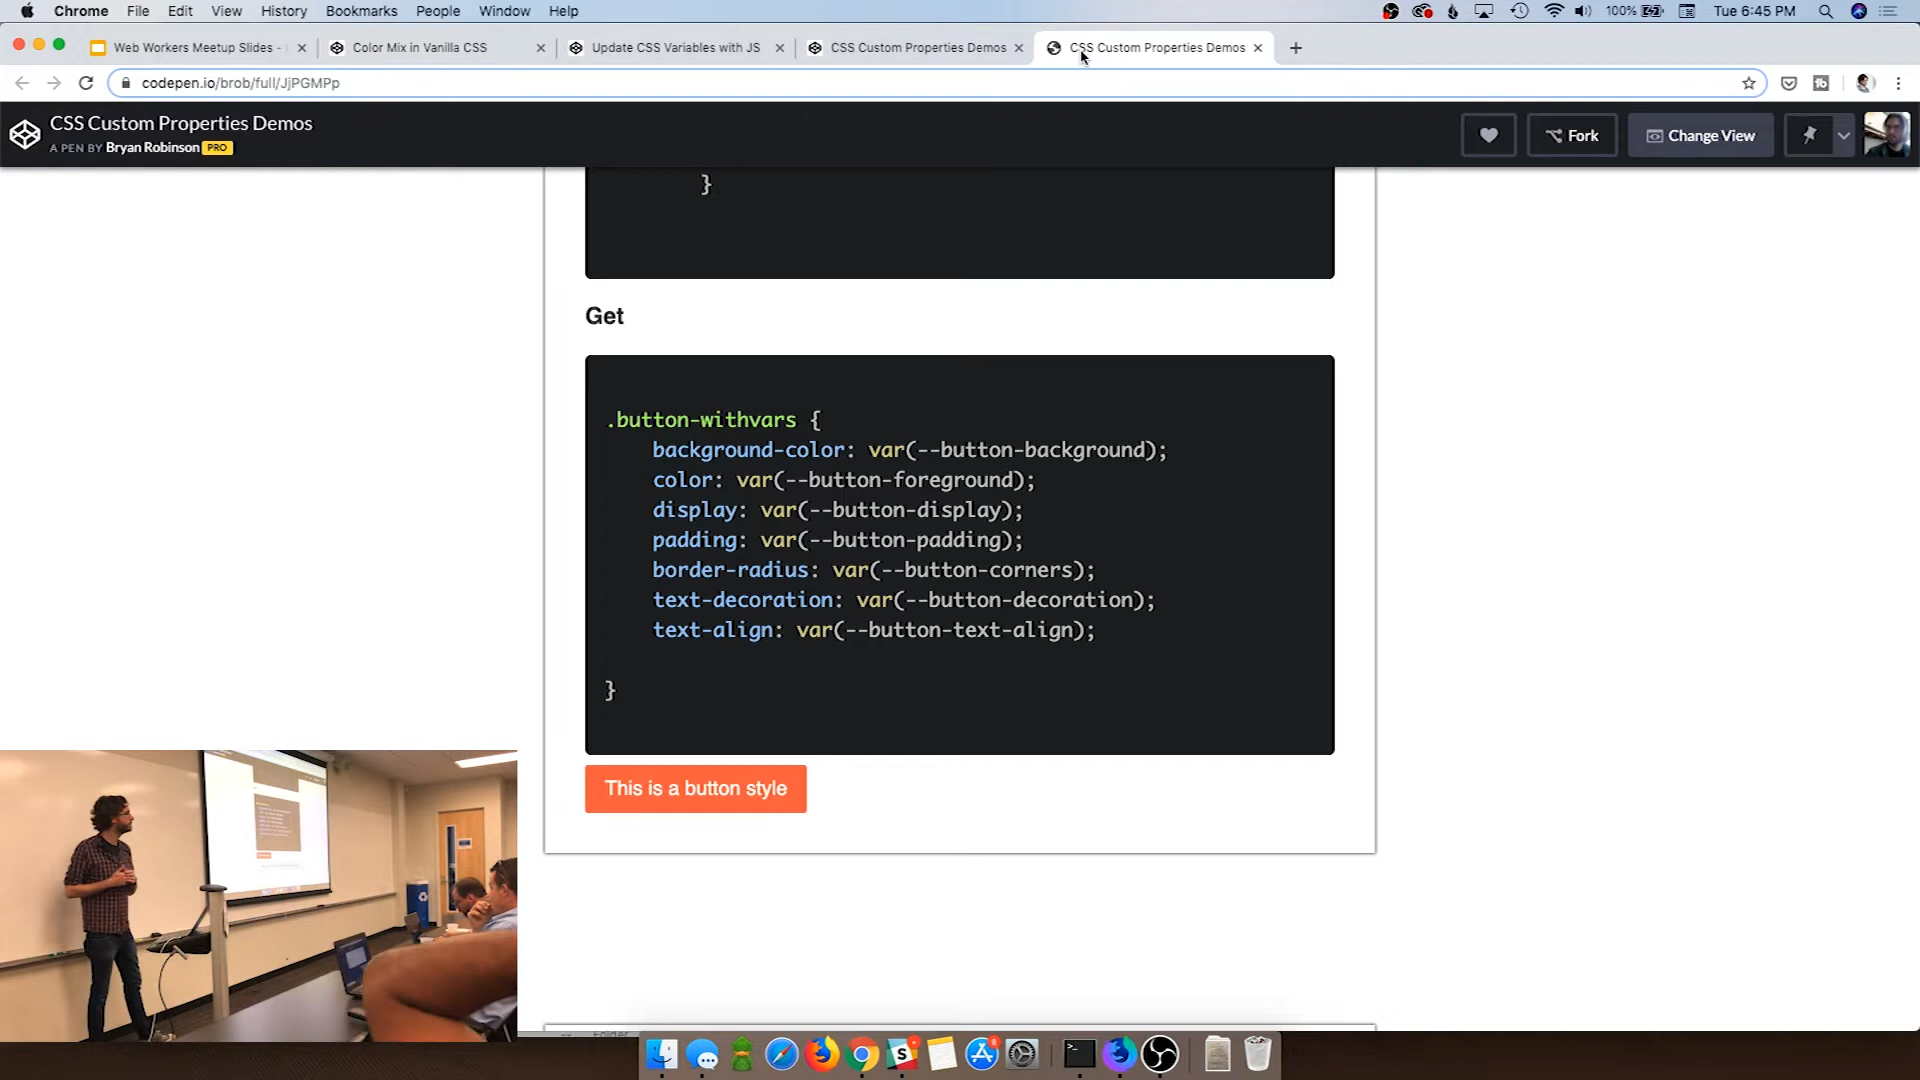 Chrome File Edit View History Bookmarks People Window Help 100% Tue 6:45 PM
Web Workers Meetup Slides - Color Mix in Vanilla CSS Update CSS Variables with JS CSS Custom Properties Demos CSS Custom Properties Demos
codepen.io/brob/full/JjPGMPp
CSS Custom Properties Demos
A PEN BY Bryan Robinson PRO
Fork Change View
}
Get
.button-withvars {
background-color: var(--button-background);
color: var(--button-foreground);
display: var(--button-display);
padding: var(--button-padding);
border-radius: var(--button-corners);
text-decoration: var(--button-decoration);
text-align: var(--button-text-align);
}
This is a button style